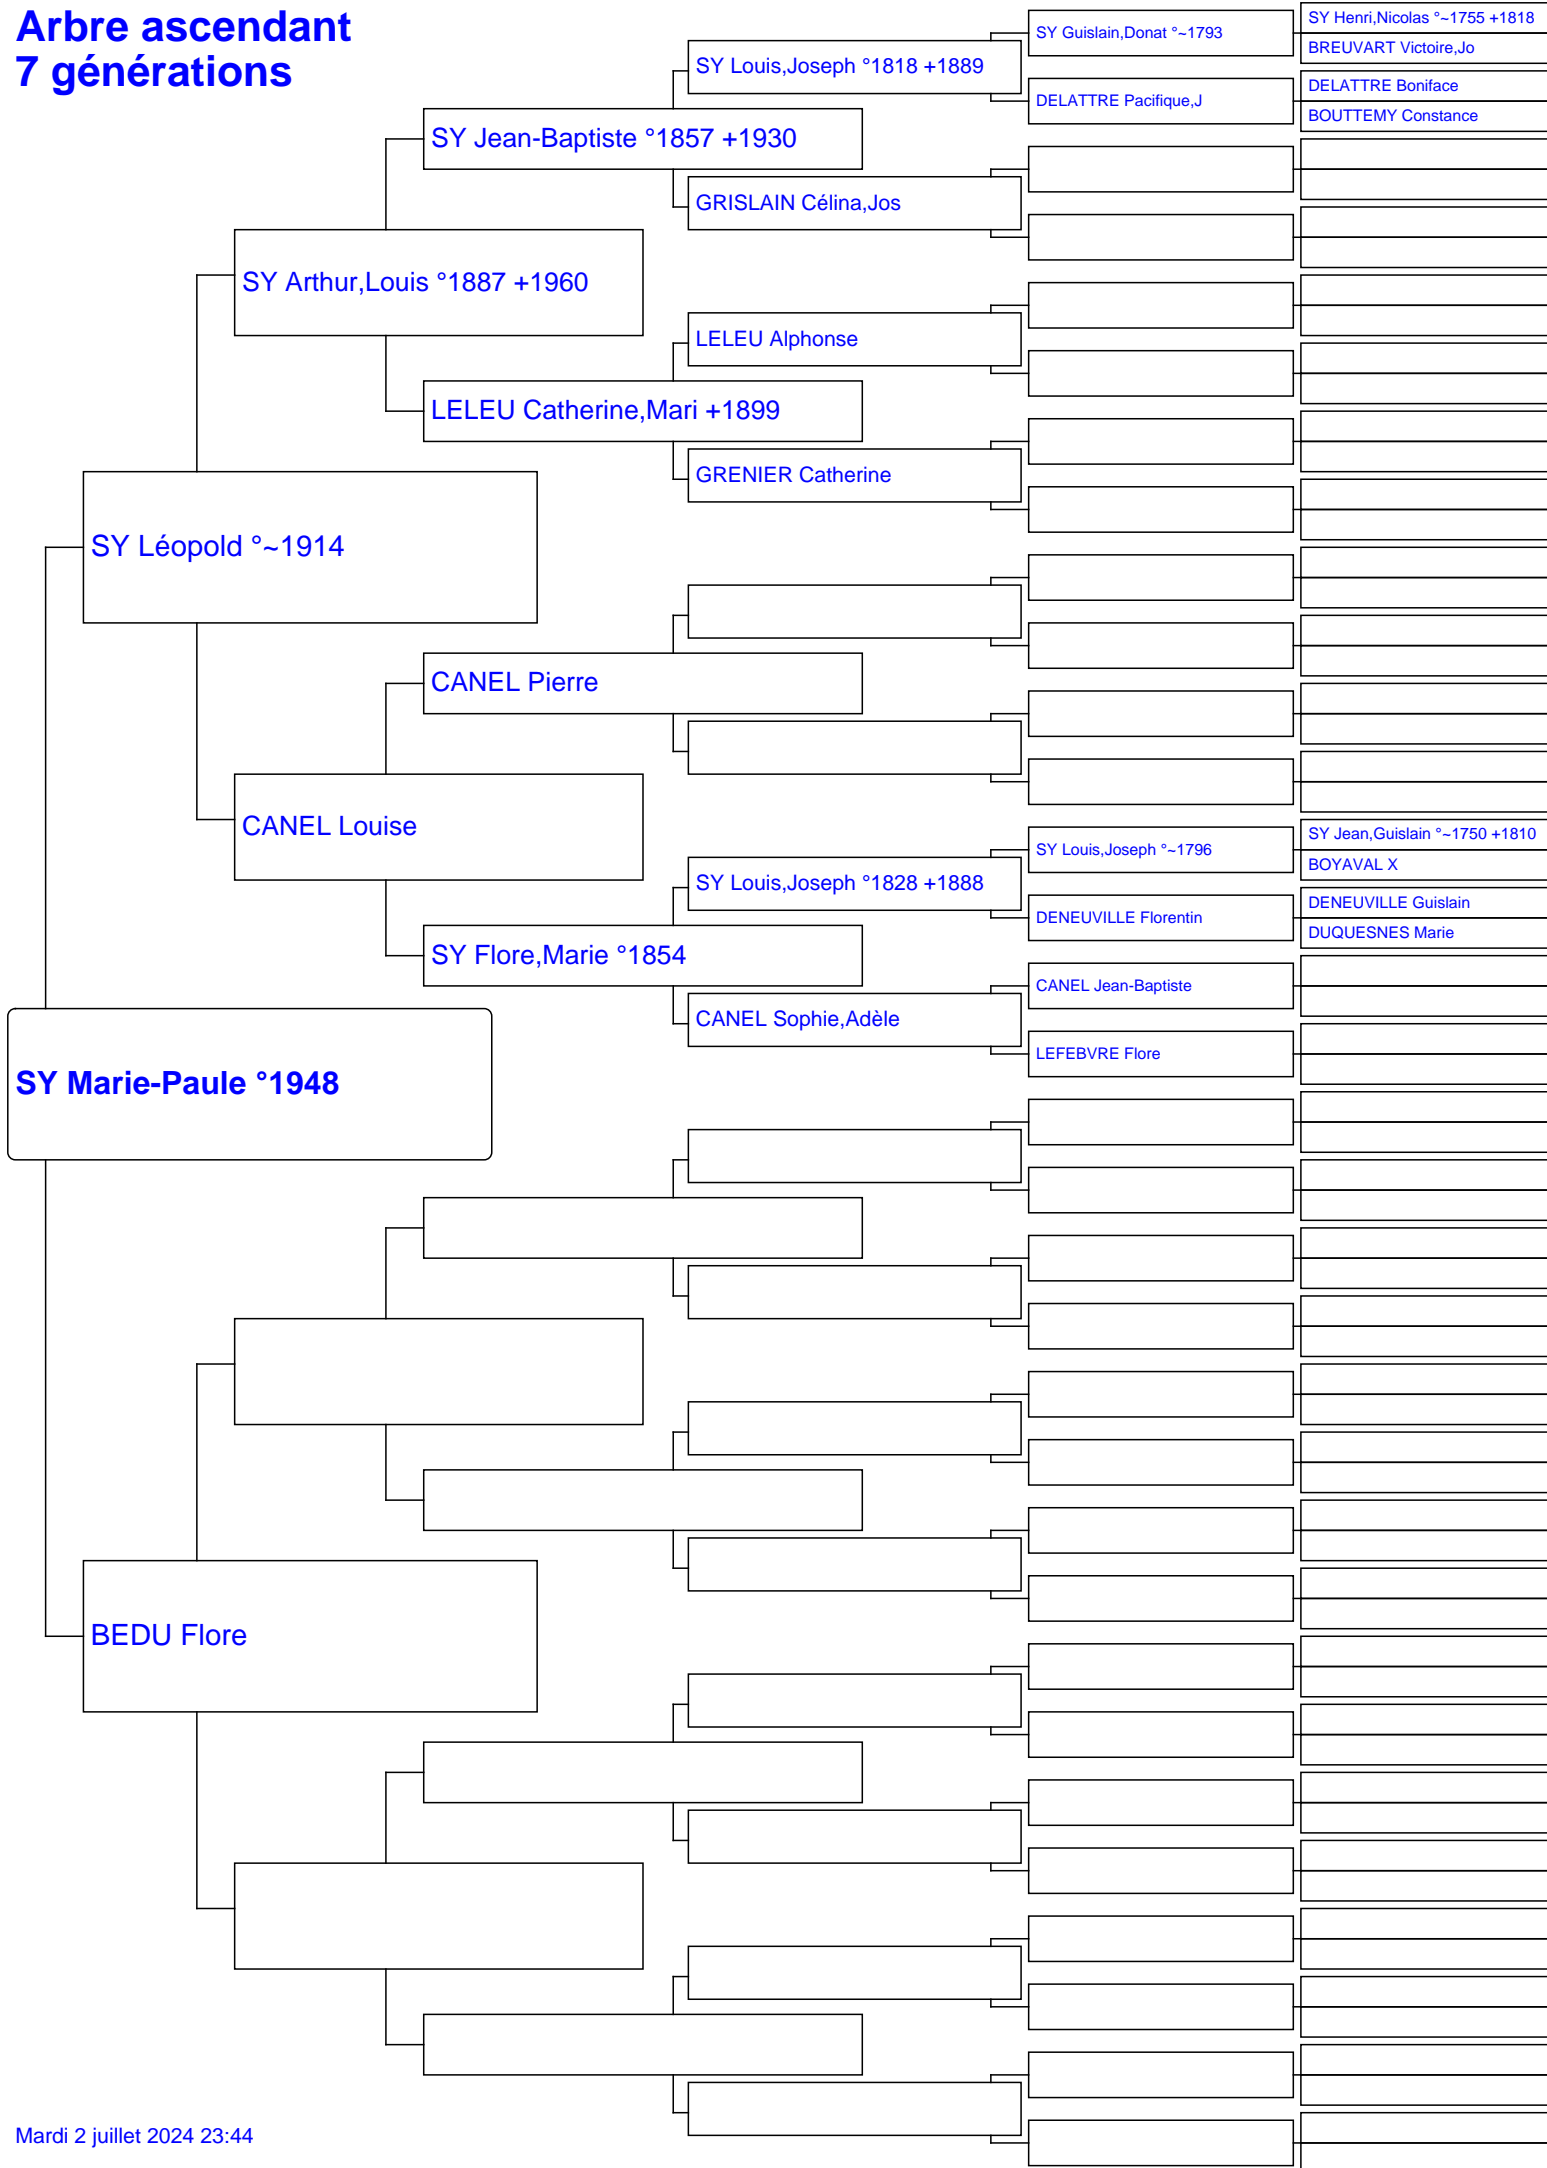 Arbre ascendant
7 générations
SY Guislain,Donat °~1793
SY Henri,Nicolas °~1755 +1818
BREUVART Victoire,Jo
SY Louis,Joseph °1818 +1889
DELATTRE Pacifique,J
DELATTRE Boniface
BOUTTEMY Constance
SY Jean-Baptiste °1857 +1930
GRISLAIN Célina,Jos
SY Arthur,Louis °1887 +1960
LELEU Alphonse
LELEU Catherine,Mari +1899
GRENIER Catherine
SY Léopold °~1914
CANEL Pierre
CANEL Louise
SY Louis,Joseph °~1796
SY Jean,Guislain °~1750 +1810
BOYAVAL X
SY Louis,Joseph °1828 +1888
DENEUVILLE Florentin
DENEUVILLE Guislain
DUQUESNES Marie
SY Flore,Marie °1854
CANEL Jean-Baptiste
CANEL Sophie,Adèle
LEFEBVRE Flore
SY Marie-Paule °1948
BEDU Flore
Mardi 2 juillet 2024 23:44